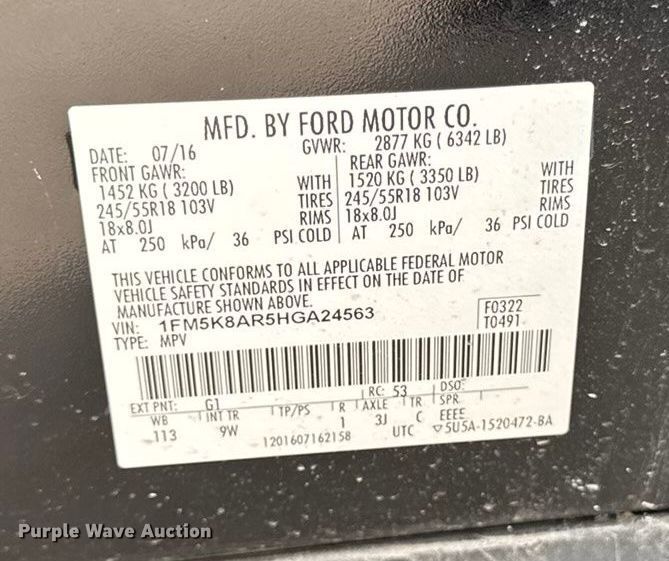 MFD. BY FORD MOTOR CO.
DATE: 07/16 GVWR: 2877 KG ( 6342 LB)
FRONT GAWR: REAR GAWR:
1452 KG ( 3200 LB) WITH 1520 KG ( 3350 LB) WITH
245/55R18 103V TIRES 245/55R18 103V TIRES
18x8.0J RIMS 18x8.0J RIMS
AT 250 kPa/ 36 PSI COLD AT 250 kPa/ 36 PSI COLD
THIS VEHICLE CONFORMS TO ALL APPLICABLE FEDERAL MOTOR
VEHICLE SAFETY STANDARDS IN EFFECT ON THE DATE OF
MANUFACTURE SHOWN ABOVE.
VIN: 1FM5K8AR5HGA24563 F0322
TYPE: MPV T0491
EXT PNT: G1 RC: 53 DSO:
WB INT TR TP/PS R AXLE TR SPR
113 9W 1 3J C EEEE
1201607162158 UTC ▽5U5A-1520472-BA
Purple Wave Auction